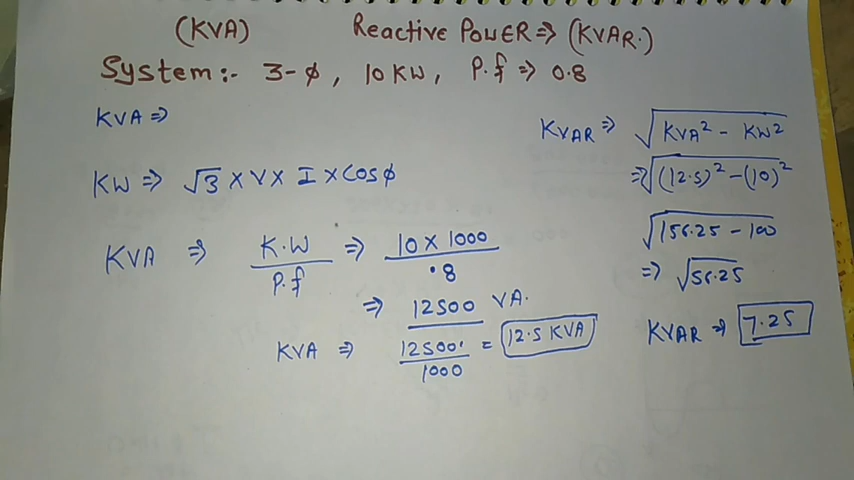 (KVA) Reactive POWER ⇒ (KVAR.)
System:- 3-ϕ, 10 KW, P.f ⇒ 0.8
KVA ⇒
KW ⇒ √3 × V × I × Cosϕ
KVA ⇒ K.W / P.f ⇒ 10 × 1000 / .8
⇒ 12500 VA.
KVA ⇒ 12500 / 1000 = 12.5 KVA
KVAR ⇒ √(KVA² - KW²)
⇒ √((12.5)² - (10)²)
√(156.25 - 100)
⇒ √56.25
KVAR ⇒ 7.25